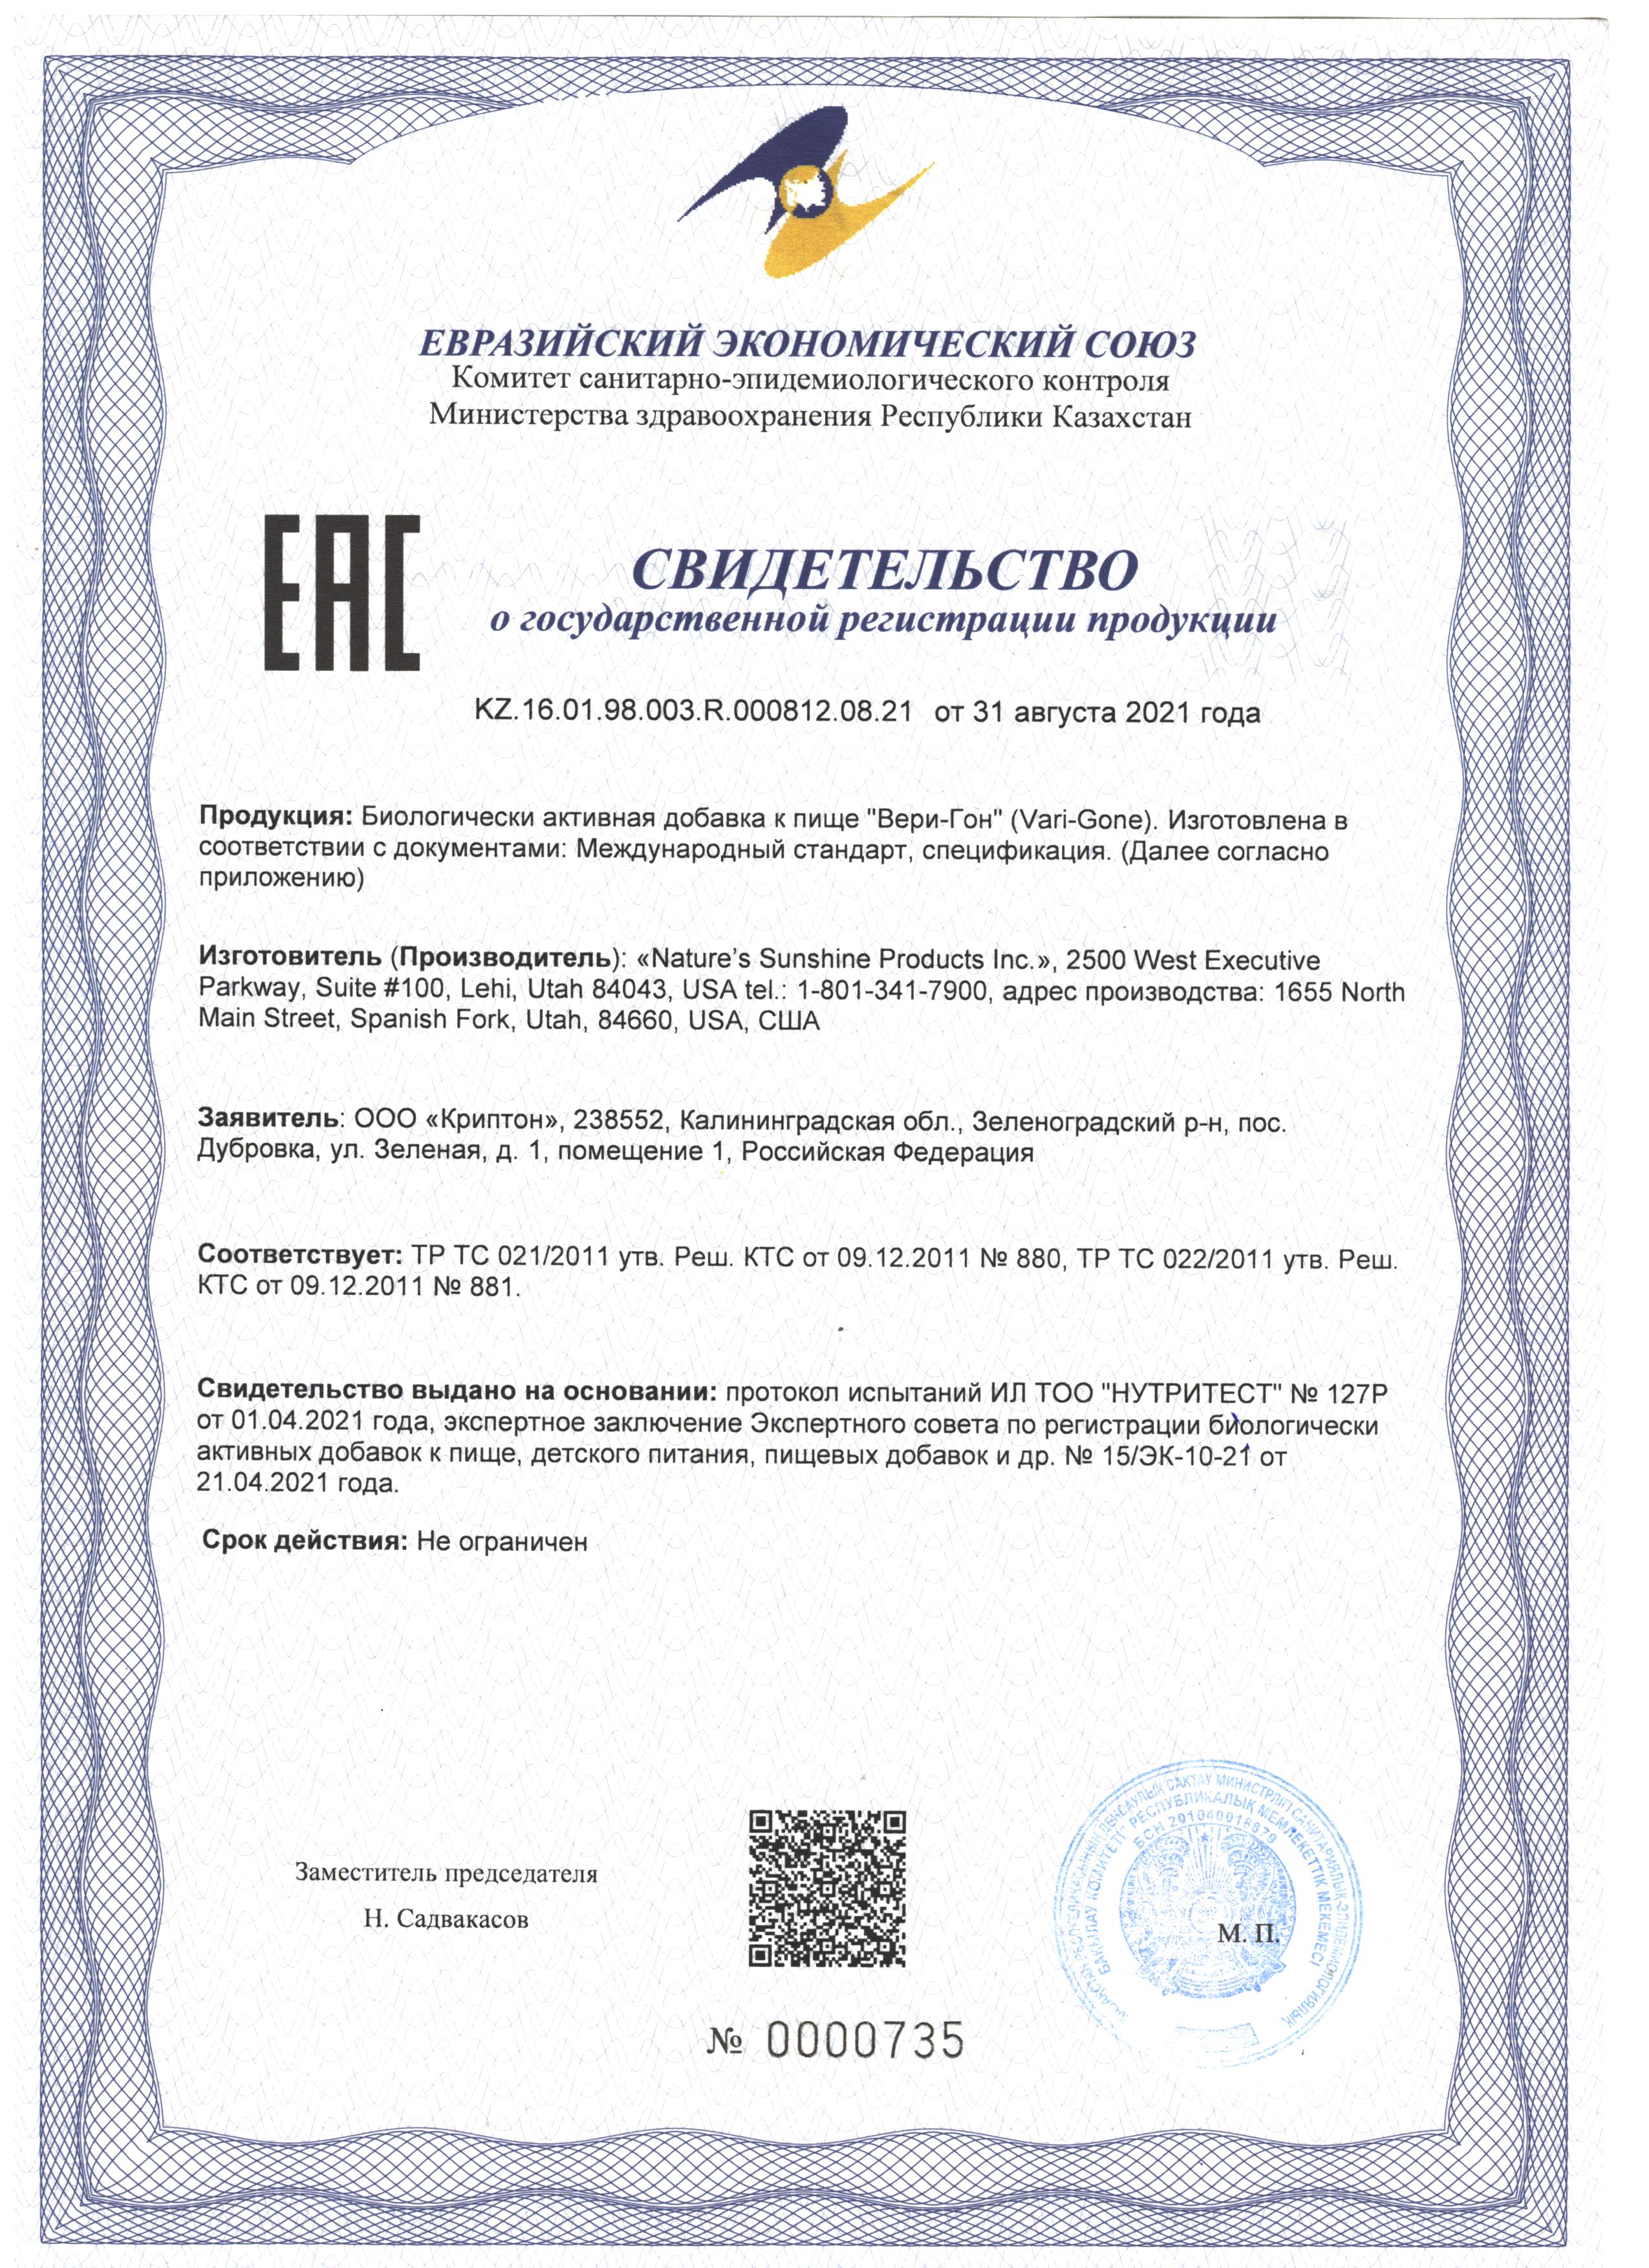 ЕВРАЗИЙСКИЙ ЭКОНОМИЧЕСКИЙ СОЮЗ
Комитет санитарно-эпидемиологического контроля
Министерства здравоохранения Республики Казахстан
ЕАС
СВИДЕТЕЛЬСТВО
о государственной регистрации продукции
KZ.16.01.98.003.R.000812.08.21 от 31 августа 2021 года
Продукция: Биологически активная добавка к пище "Вери-Гон" (Vari-Gone). Изготовлена в
соответствии с документами: Международный стандарт, спецификация. (Далее согласно
приложению)
Изготовитель (Производитель): «Nature’s Sunshine Products Inc.», 2500 West Executive
Parkway, Suite #100, Lehi, Utah 84043, USA tel.: 1-801-341-7900, адрес производства: 1655 North
Main Street, Spanish Fork, Utah, 84660, USA, США
Заявитель: ООО «Криптон», 238552, Калининградская обл., Зеленоградский р-н, пос.
Дубровка, ул. Зеленая, д. 1, помещение 1, Российская Федерация
Соответствует: ТР ТС 021/2011 утв. Реш. КТС от 09.12.2011 № 880, ТР ТС 022/2011 утв. Реш.
КТС от 09.12.2011 № 881.
Свидетельство выдано на основании: протокол испытаний ИЛ ТОО "НУТРИТЕСТ" № 127Р
от 01.04.2021 года, экспертное заключение Экспертного совета по регистрации биологически
активных добавок к пище, детского питания, пищевых добавок и др. № 15/ЭК-10-21 от
21.04.2021 года.
Срок действия: Не ограничен
Заместитель председателя
Н. Садвакасов
ДЕНСАУЛЫҚ САҚТАУ МИНИСТРЛІГІ САНИТАРИЯЛЫҚ-ЭПИДЕМИОЛОГИЯЛЫҚ
БАҚЫЛАУ КОМИТЕТІ РЕСПУБЛИКАЛЫҚ МЕМЛЕКЕТТІК МЕКЕМЕСІ
БСН
М. П.
№ 0000735